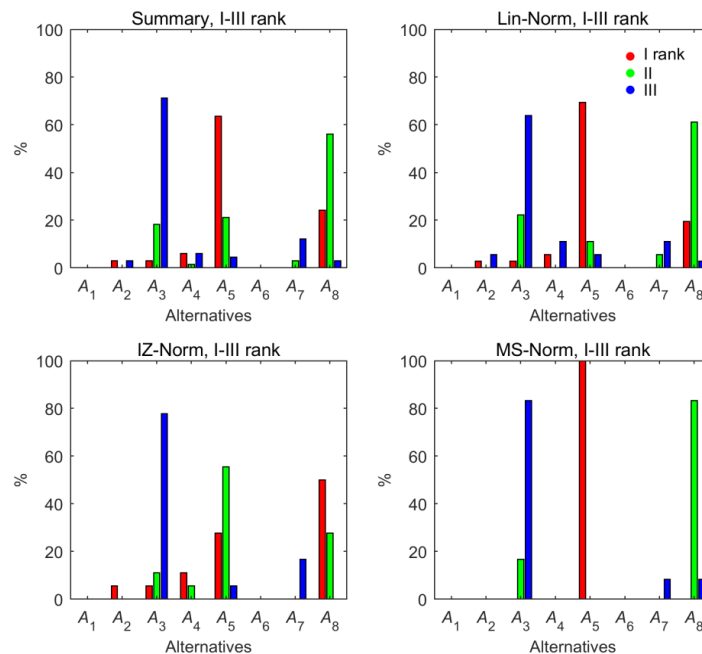 Summary, I-III rank
100
80
60
40
20
0
%
A1 A2 A3 A4 A5 A6 A7 A8
Alternatives
Lin-Norm, I-III rank
100
80
60
40
20
0
%
I rank
II
III
A1 A2 A3 A4 A5 A6 A7 A8
Alternatives
IZ-Norm, I-III rank
100
80
60
40
20
0
%
A1 A2 A3 A4 A5 A6 A7 A8
Alternatives
MS-Norm, I-III rank
100
80
60
40
20
0
%
A1 A2 A3 A4 A5 A6 A7 A8
Alternatives